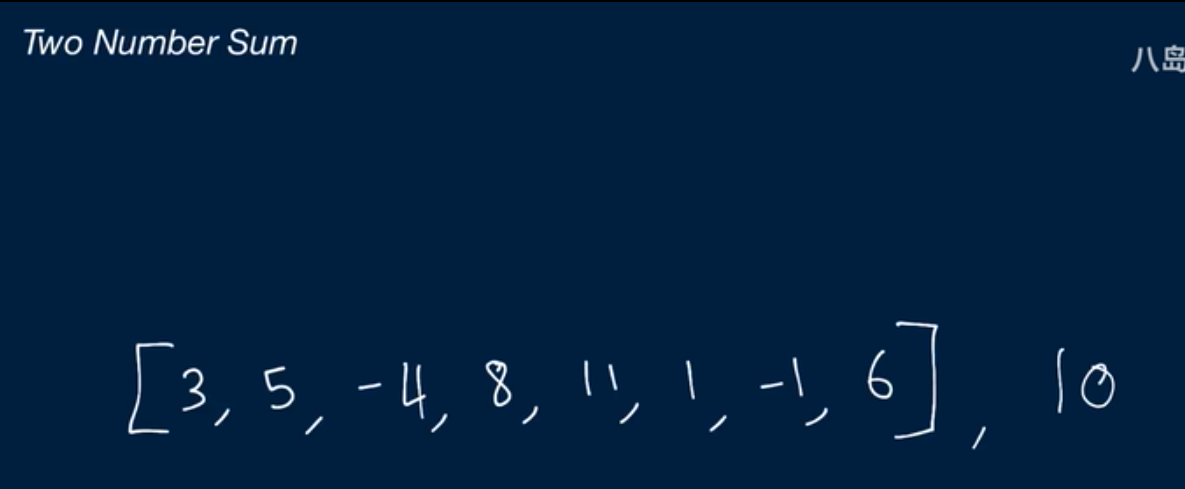 Two Number Sum
八岛
[3, 5, -4, 8, 11, 1, -1, 6], 10